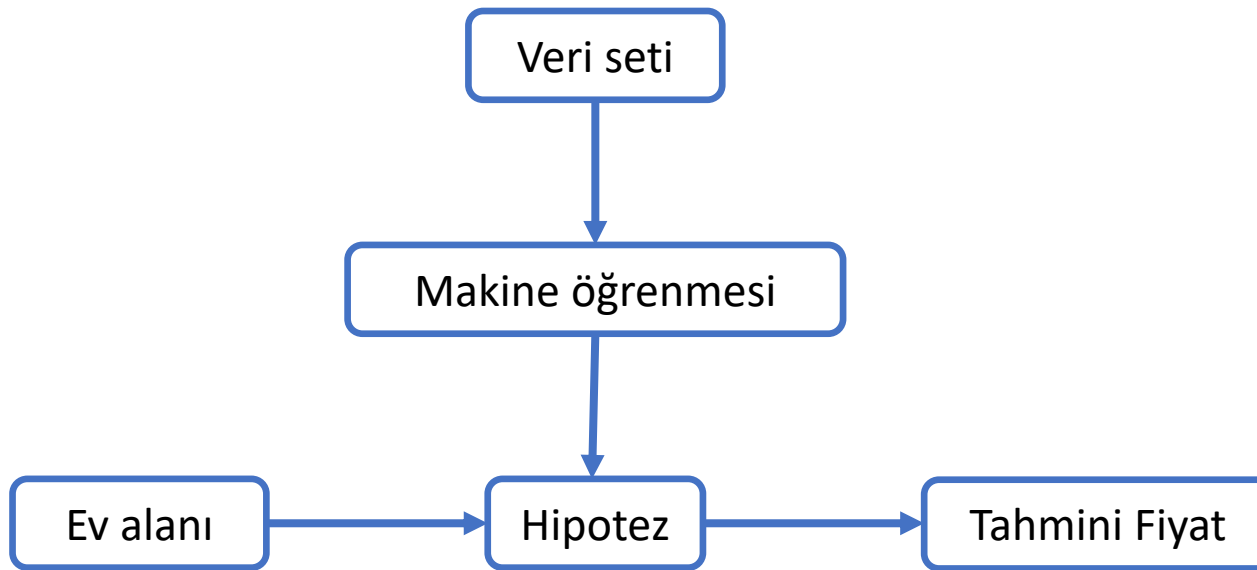 Veri seti
Makine öğrenmesi
Ev alanı
Hipotez
Tahmini Fiyat